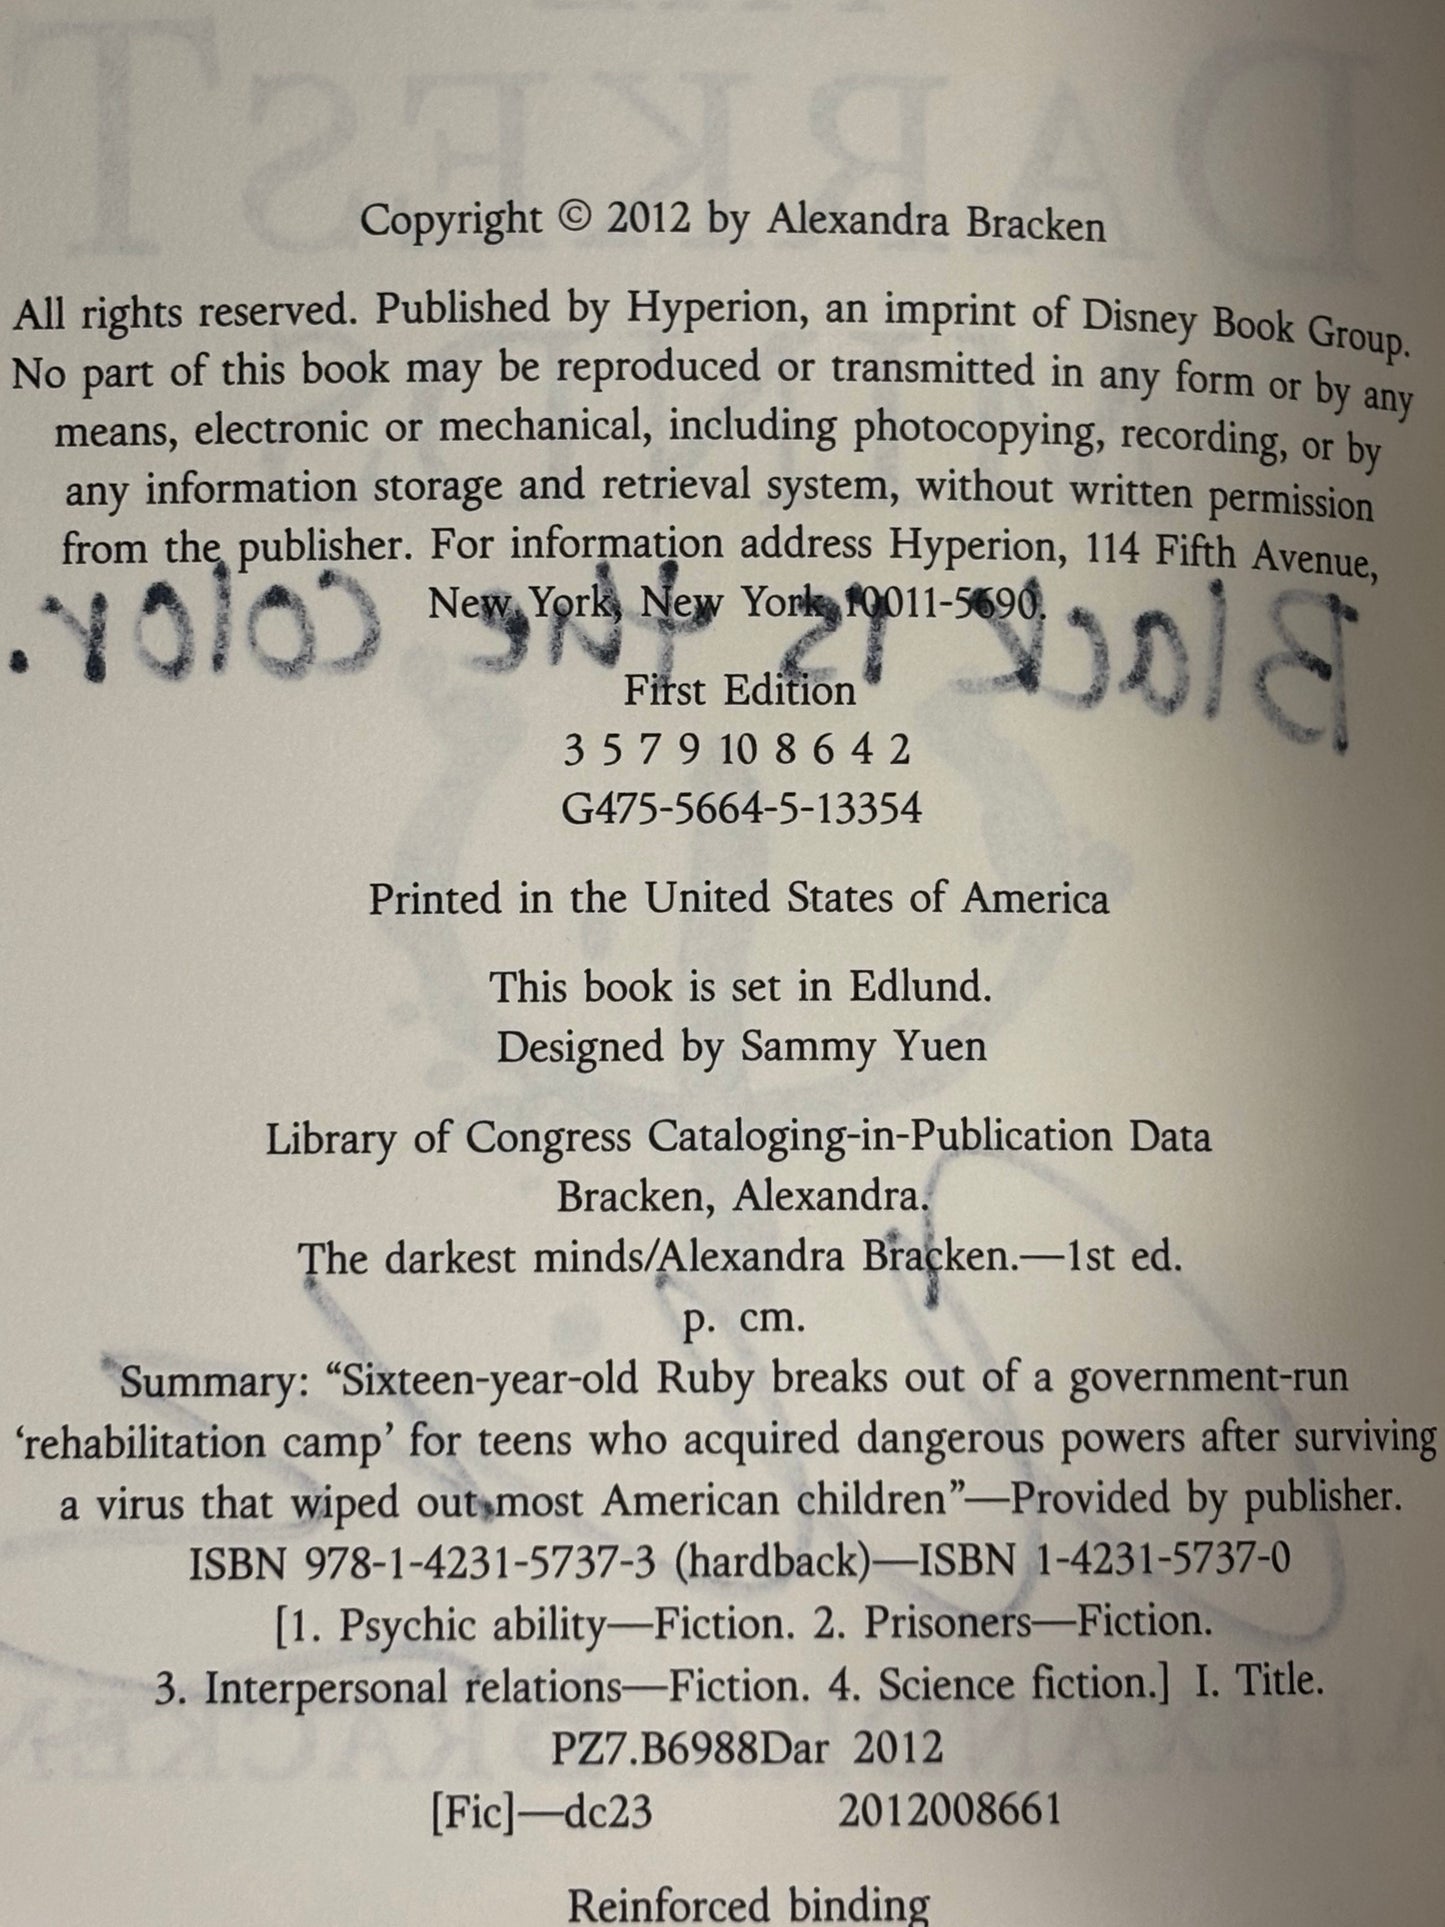 THE
DARKEST
MINDS
Copyright © 2012 by Alexandra Bracken
All rights reserved. Published by Hyperion, an imprint of Disney Book Group.
No part of this book may be reproduced or transmitted in any form or by any
means, electronic or mechanical, including photocopying, recording, or by
any information storage and retrieval system, without written permission
from the publisher. For information address Hyperion, 114 Fifth Avenue,
New York, New York 10011-5690.
Black is the color.
First Edition
3 5 7 9 10 8 6 4 2
G475-5664-5-13354
Printed in the United States of America
This book is set in Edlund.
Designed by Sammy Yuen
Library of Congress Cataloging-in-Publication Data
Bracken, Alexandra.
The darkest minds/Alexandra Bracken.—1st ed.
p. cm.
Summary: “Sixteen-year-old Ruby breaks out of a government-run
‘rehabilitation camp’ for teens who acquired dangerous powers after surviving
a virus that wiped out most American children”—Provided by publisher.
ISBN 978-1-4231-5737-3 (hardback)—ISBN 1-4231-5737-0
[1. Psychic ability—Fiction. 2. Prisoners—Fiction.
3. Interpersonal relations—Fiction. 4. Science fiction.] I. Title.
PZ7.B6988Dar 2012
[Fic]—dc23 2012008661
ALEXANDRA BRACKEN
Reinforced binding